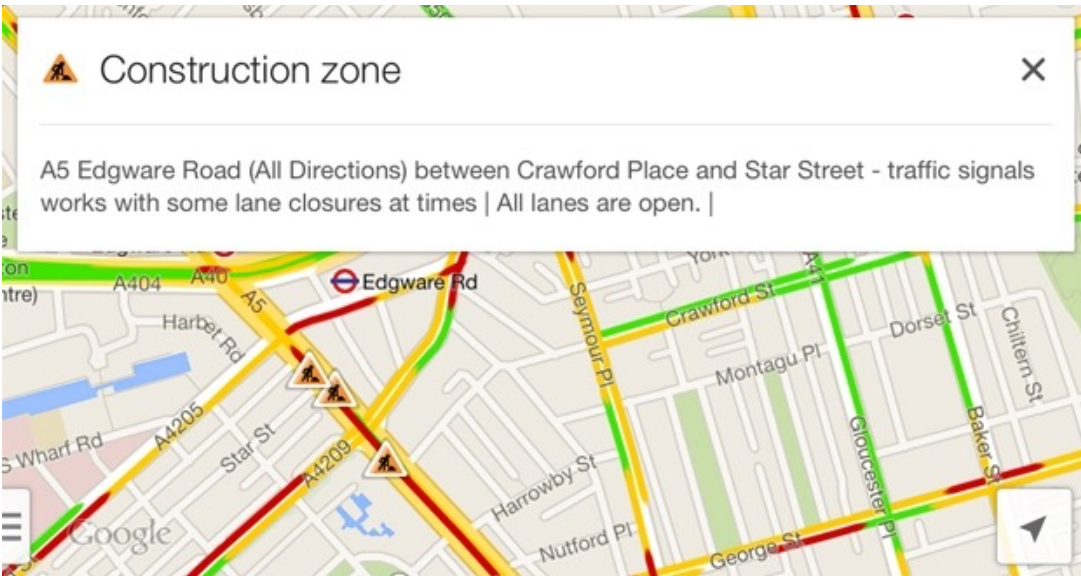 Construction zone
A5 Edgware Road (All Directions) between Crawford Place and Star Street - traffic signals
works with some lane closures at times | All lanes are open. |
A404
A40
A5
Edgware Rd
Harbet Rd
ntre)
Seymour Pl
Crawford St
A41
Dorset St
Chiltern St
Montagu Pl
A4205
Star St
S Wharf Rd
A4209
Harrowby St
Gloucester Pl
Baker St
Nutford Pl
George St
Google